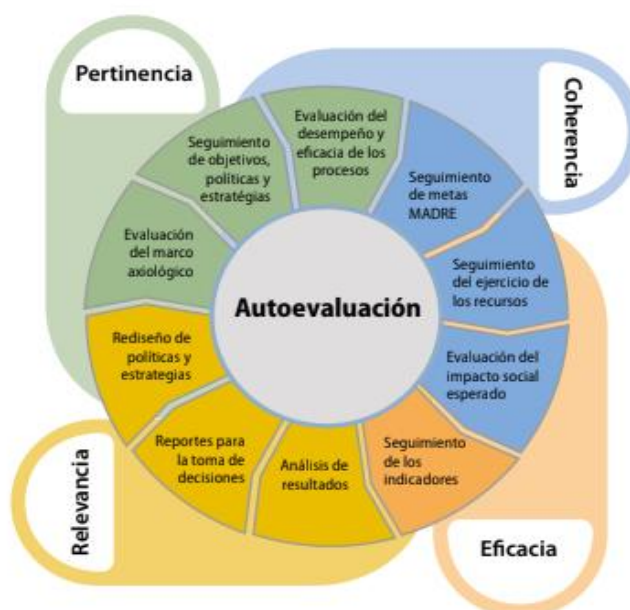 Pertinencia
Coherencia
Evaluación del
desempeño y
eficacia de los
procesos
Seguimiento
de objetivos,
políticas y
estratégias
Seguimiento
de metas
MADRE
Evaluación
del marco
axiológico
Seguimiento
del ejercicio de
los recursos
Autoevaluación
Rediseño de
políticas y
estrategias
Evaluación del
impacto social
esperado
Reportes para
la toma de
decisiones
Análisis de
resultados
Seguimiento
de los
indicadores
Relevancia
Eficacia